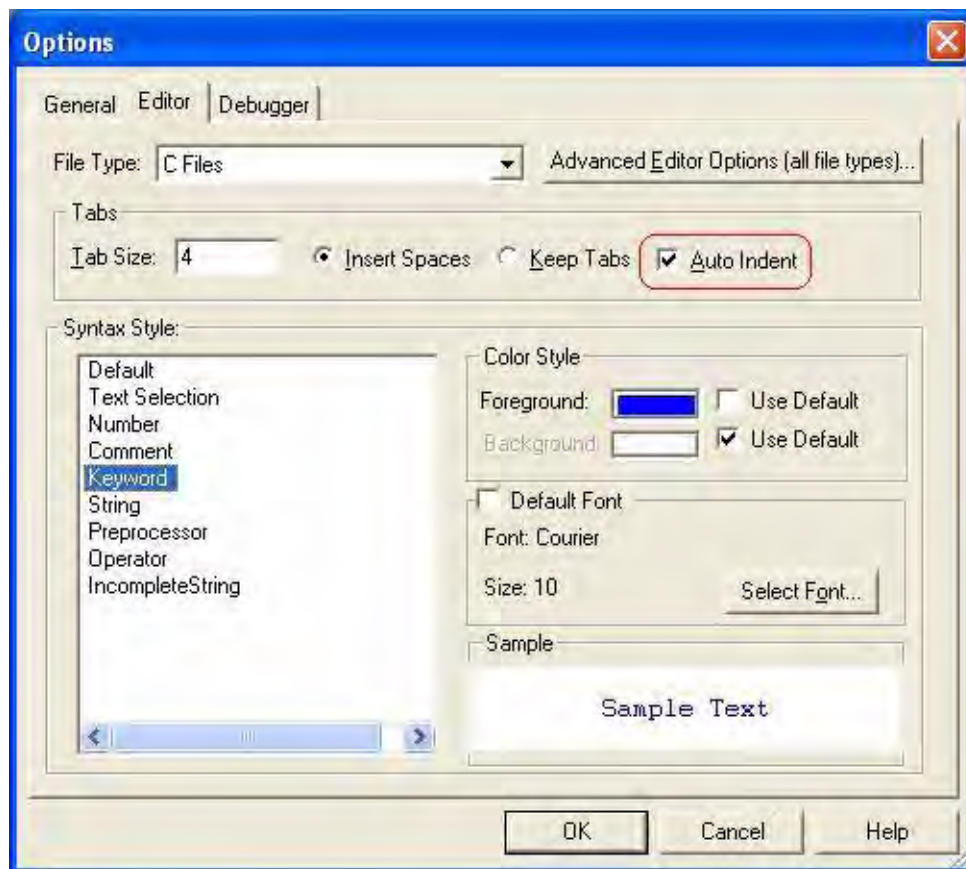 Options
General Editor Debugger
File Type: C Files Advanced Editor Options (all file types)...
Tabs
Tab Size: 4 Insert Spaces Keep Tabs Auto Indent
Syntax Style:
Default
Text Selection
Number
Comment
Keyword
String
Preprocessor
Operator
IncompleteString
Color Style
Foreground: Use Default
Background: Use Default
Default Font
Font: Courier
Size: 10 Select Font...
Sample
Sample Text
OK Cancel Help